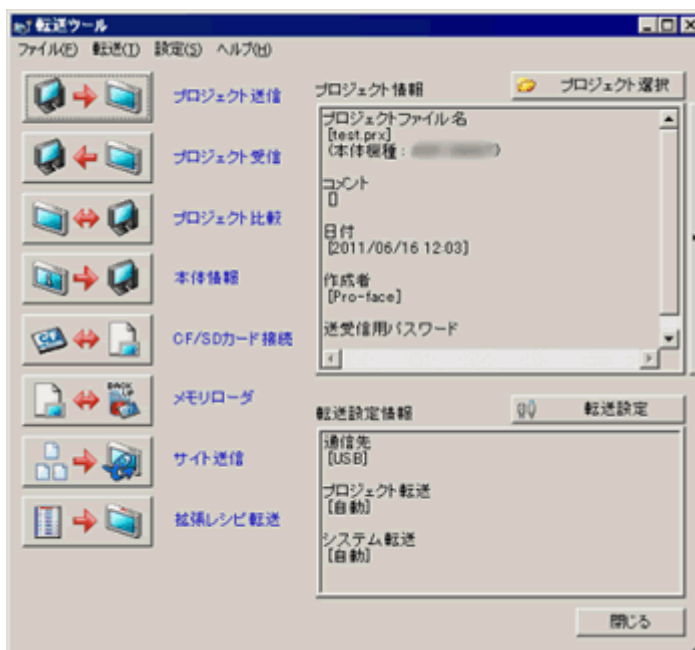 転送ツール
ファイル(F) 転送(T) 設定(S) ヘルプ(H)
プロジェクト送信
プロジェクト受信
プロジェクト比較
本体情報
CF/SDカード接続
メモリローダ
サイト送信
拡張レシピ転送
プロジェクト情報
プロジェクト選択
プロジェクトファイル名
[test.prx]
(本体機種: )
コメント
[]
日付
[2011/06/16 12:03]
作成者
[Pro-face]
送受信用パスワード
転送設定情報
転送設定
通信先
[USB]
プロジェクト転送
[自動]
システム転送
[自動]
閉じる